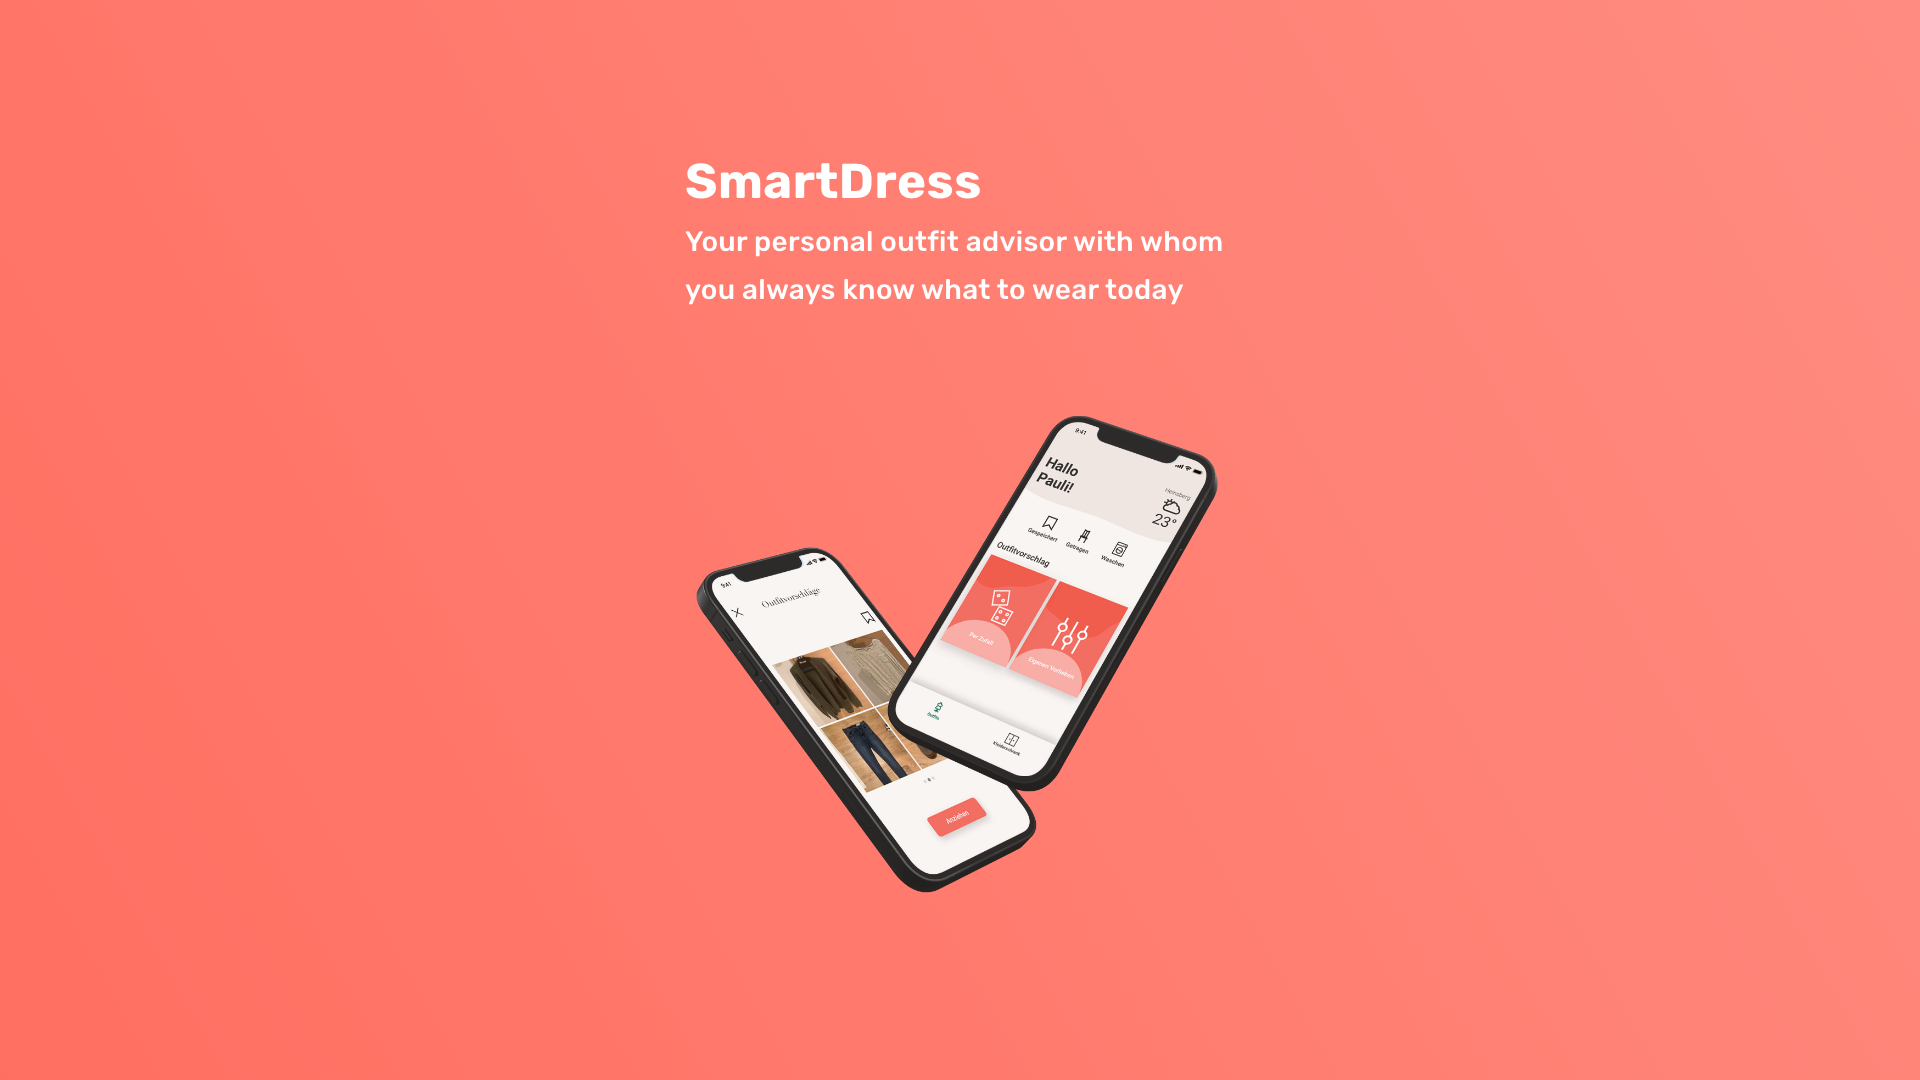 SmartDress
Your personal outfit advisor with whom
you always know what to wear today
9:41
Hallo
Pauli!
Heinsberg
23°
Gespeichert
Getragen
Waschen
Outfitvorschlag
Per Zufall
Eigenen Vorlieben
Outfits
Kleiderschrank
9:41
Outfitvorschläge
Anziehen